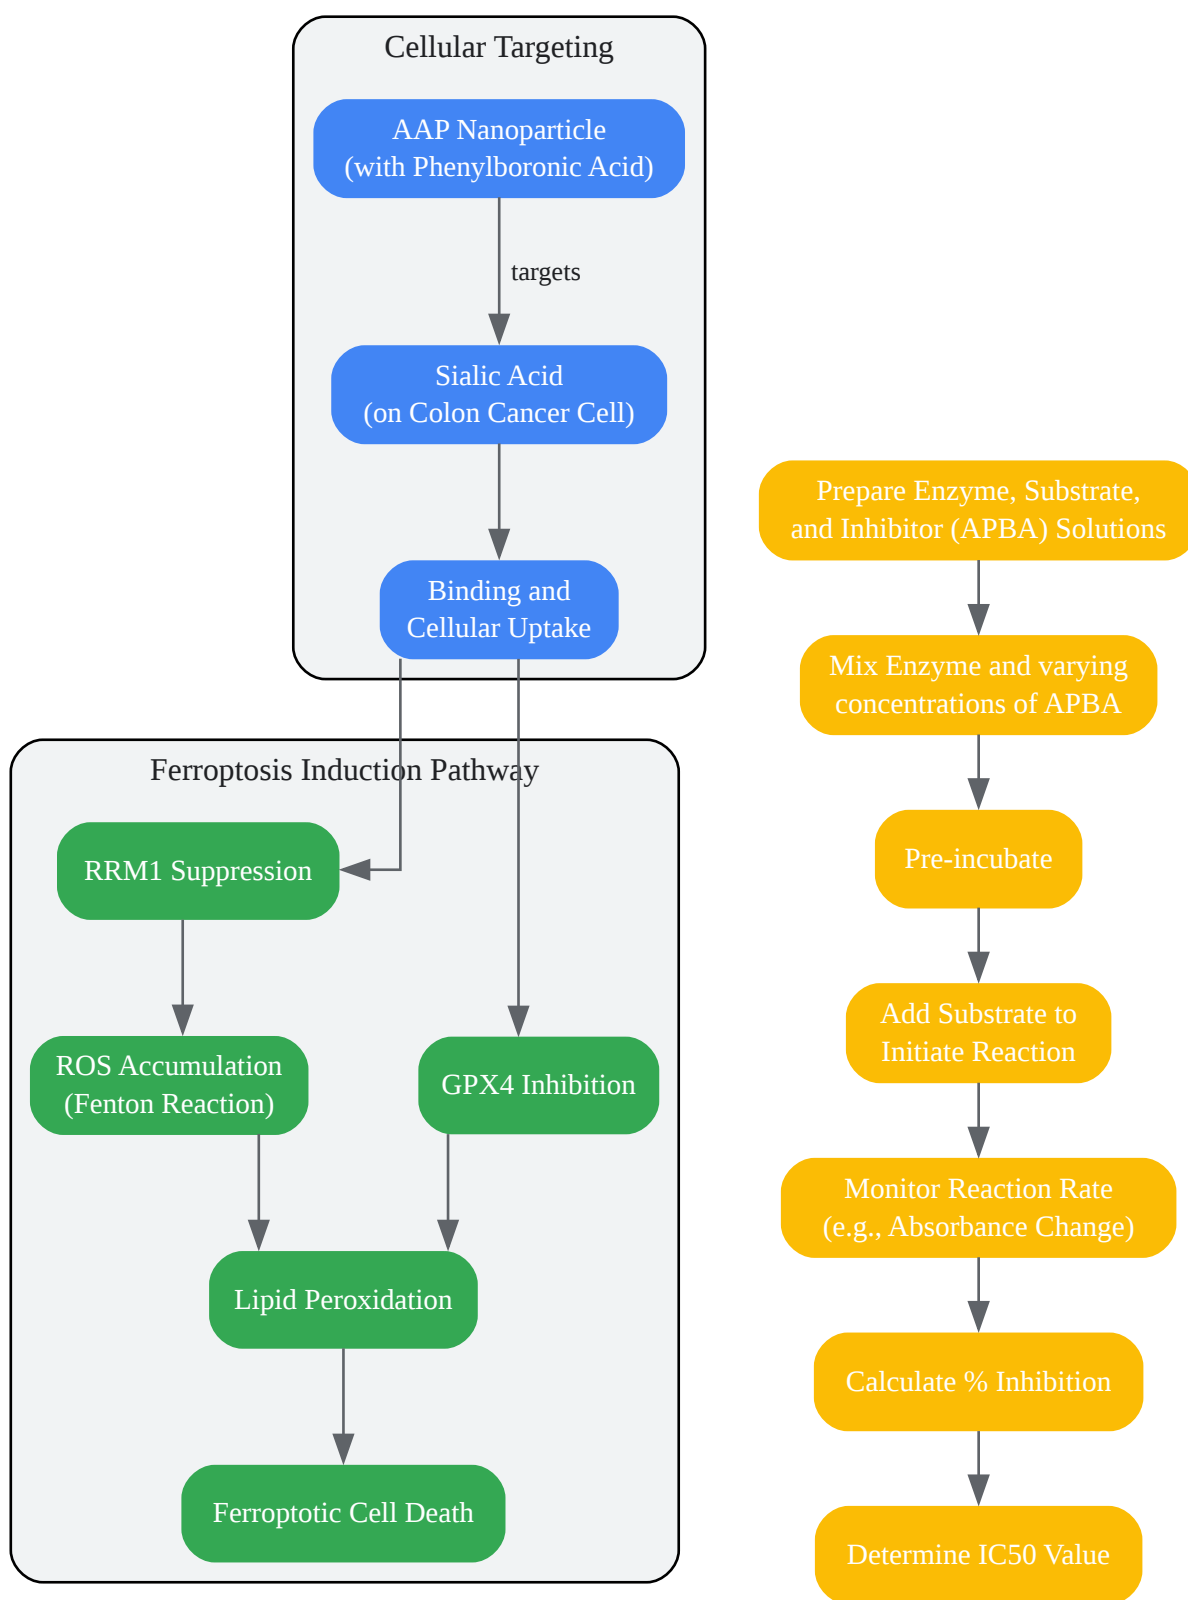 Cellular Targeting
AAP Nanoparticle
(with Phenylboronic Acid)
targets
Sialic Acid
(on Colon Cancer Cell)
Binding and
Cellular Uptake
Ferroptosis Induction Pathway
RRM1 Suppression
ROS Accumulation
(Fenton Reaction)
GPX4 Inhibition
Lipid Peroxidation
Ferroptotic Cell Death
Prepare Enzyme, Substrate,
and Inhibitor (APBA) Solutions
Mix Enzyme and varying
concentrations of APBA
Pre-incubate
Add Substrate to
Initiate Reaction
Monitor Reaction Rate
(e.g., Absorbance Change)
Calculate % Inhibition
Determine IC50 Value